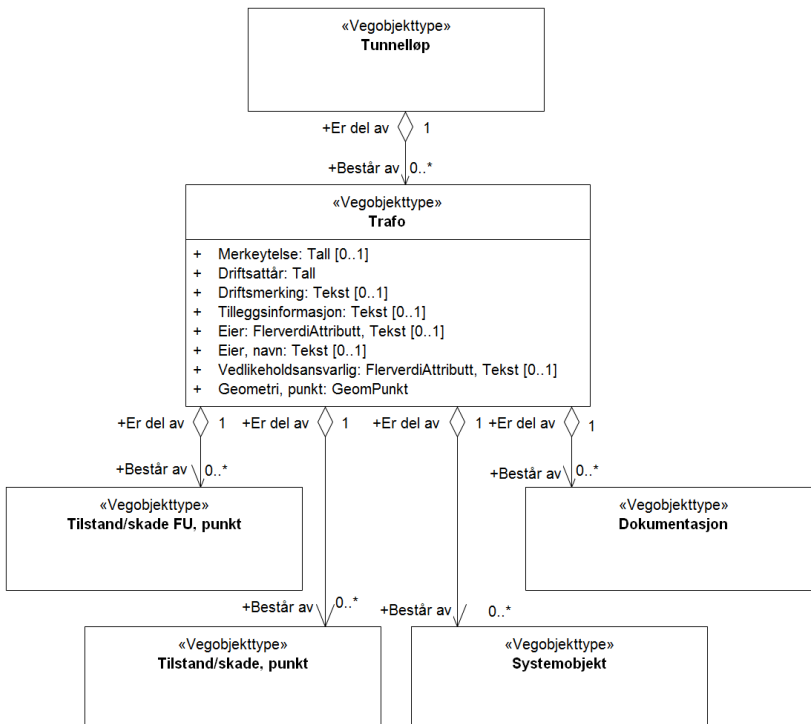 «Vegobjekttype»
Tunnelløp
+Er del av 1
+Består av 0..*
«Vegobjekttype»
Trafo
+ Merkeytelse: Tall [0..1]
+ Driftsattår: Tall
+ Driftsmerking: Tekst [0..1]
+ Tilleggsinformasjon: Tekst [0..1]
+ Eier: FlerverdiAttributt, Tekst [0..1]
+ Eier, navn: Tekst [0..1]
+ Vedlikeholdsansvarlig: FlerverdiAttributt, Tekst [0..1]
+ Geometri, punkt: GeomPunkt
+Er del av 1 +Er del av 1 +Er del av 1 +Er del av 1
+Består av 0..* +Består av 0..*
«Vegobjekttype»
Tilstand/skade FU, punkt
«Vegobjekttype»
Dokumentasjon
+Består av 0..* +Består av 0..*
«Vegobjekttype»
Tilstand/skade, punkt
«Vegobjekttype»
Systemobjekt